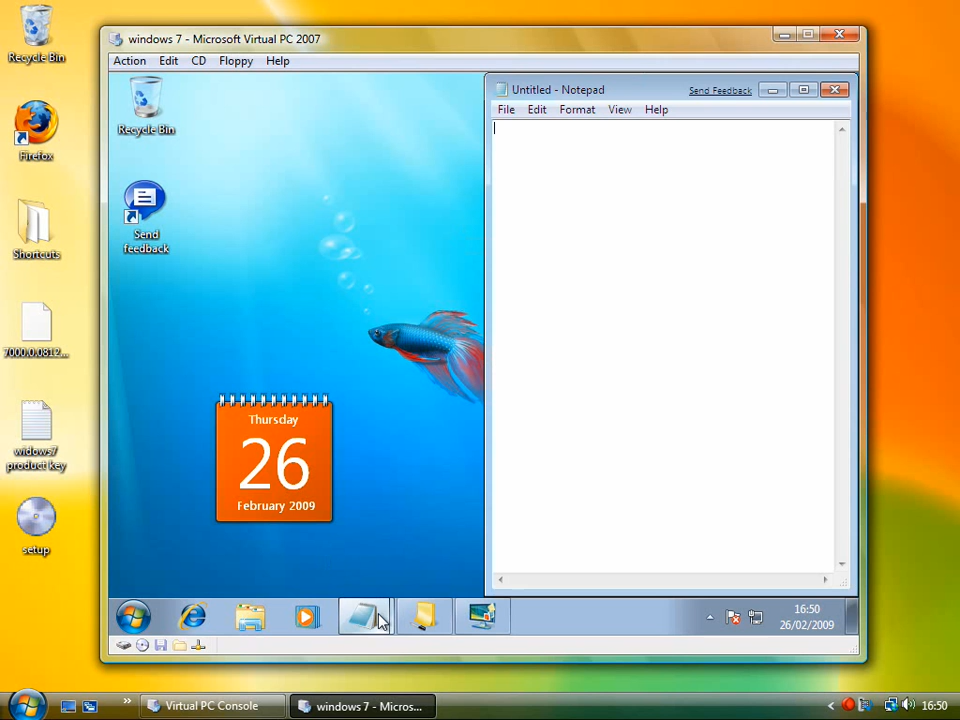 Recycle Bin
Firefox
Shortcuts
7000.0.0812...
widows7
product key
setup
windows 7 - Microsoft Virtual PC 2007
Action Edit CD Floppy Help
Recycle Bin
Send
feedback
Thursday
26
February 2009
Untitled - Notepad
Send Feedback
File Edit Format View Help
16:50
26/02/2009
Virtual PC Console
windows 7 - Micros...
16:50